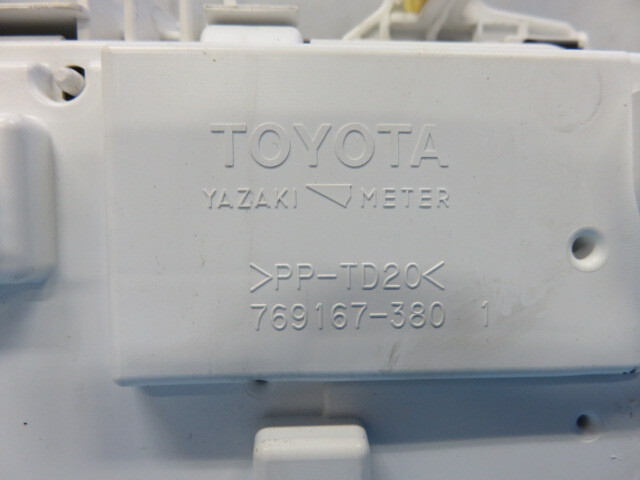 TOYOTA
YAZAKI METER
>PP-TD20<
769167-380 1